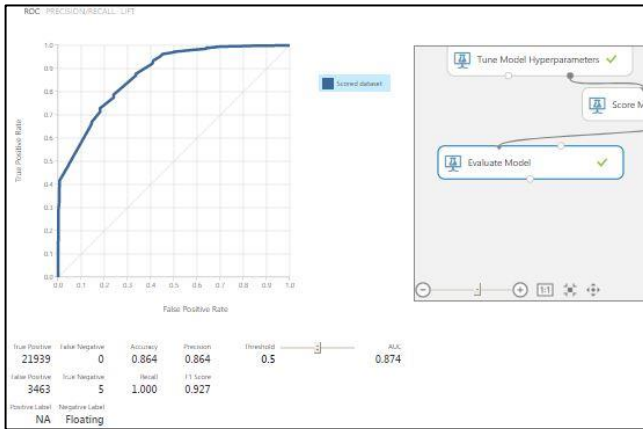 ROC PRECISION/RECALL LIFT
1.0
0.9
0.8
0.7
0.6
0.5
0.4
0.3
0.2
0.1
0.0
True Positive Rate
0.0 0.1 0.2 0.3 0.4 0.5 0.6 0.7 0.8 0.9 1.0
False Positive Rate
Scored dataset
Tune Model Hyperparameters
Score M
Evaluate Model
1:1
True Positive False Negative Accuracy Precision Threshold AUC
21939 0 0.864 0.864 0.5 0.874
False Positive True Negative Recall F1 Score
3463 5 1.000 0.927
Positive Label Negative Label
NA Floating